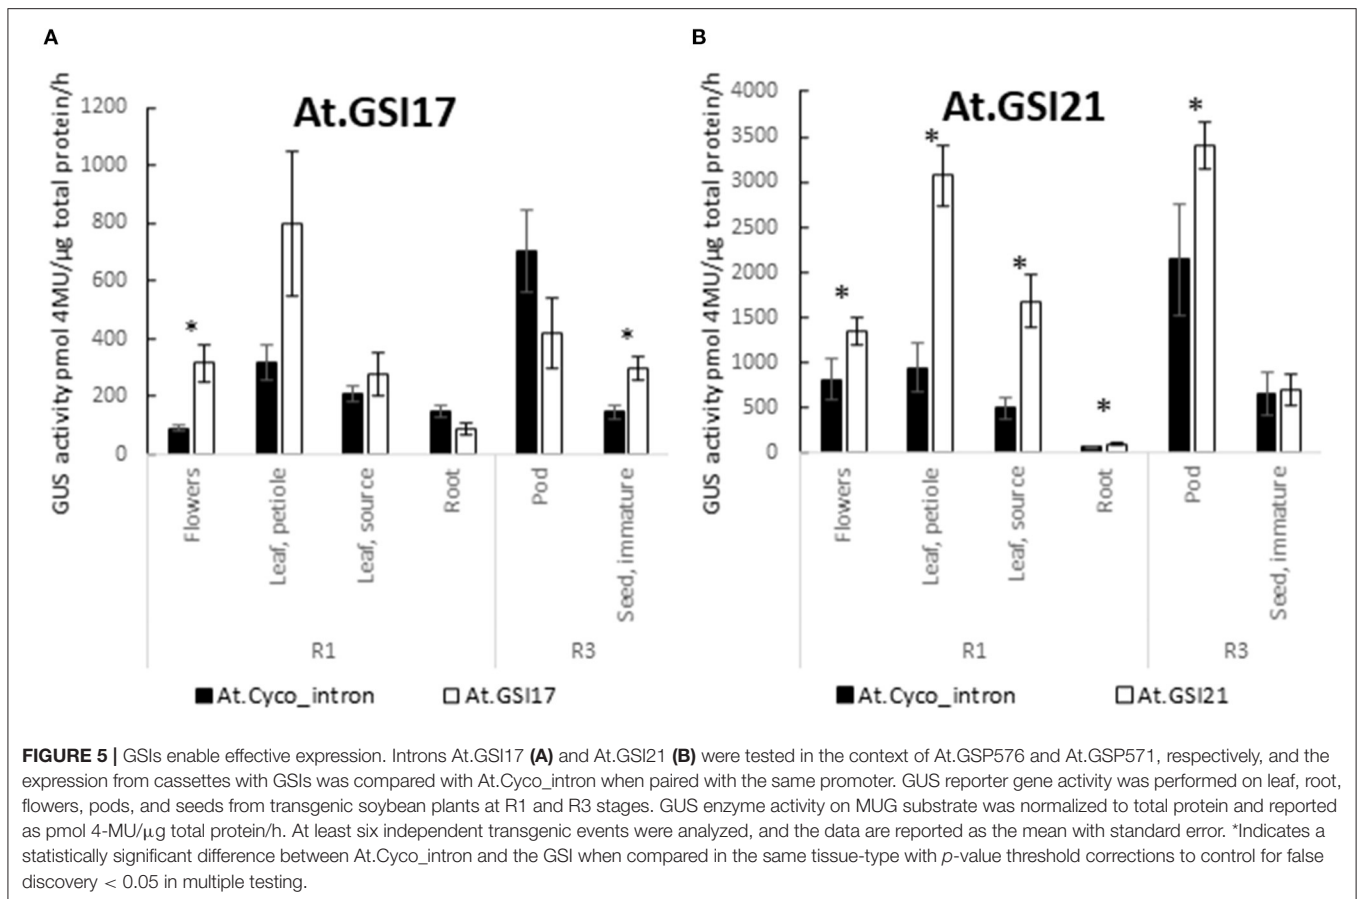 A
B
GUS activity pmol 4MU/µg total protein/h
1200
1000
800
600
400
200
0
At.GSI17
*
*
Flowers
Leaf, petiole
Leaf, source
Root
Pod
Seed, immature
R1
R3
At.Cyco_intron
At.GSI17
GUS activity pmol 4MU/µg total protein/h
4000
3500
3000
2500
2000
1500
1000
500
0
At.GSI21
*
*
*
*
*
Flowers
Leaf, petiole
Leaf, source
Root
Pod
Seed, immature
R1
R3
At.Cyco_intron
At.GSI21
FIGURE 5 | GSIs enable effective expression. Introns At.GSI17 (A) and At.GSI21 (B) were tested in the context of At.GSP576 and At.GSP571, respectively, and the
expression from cassettes with GSIs was compared with At.Cyco_intron when paired with the same promoter. GUS reporter gene activity was performed on leaf, root,
flowers, pods, and seeds from transgenic soybean plants at R1 and R3 stages. GUS enzyme activity on MUG substrate was normalized to total protein and reported
as pmol 4-MU/µg total protein/h. At least six independent transgenic events were analyzed, and the data are reported as the mean with standard error. *Indicates a
statistically significant difference between At.Cyco_intron and the GSI when compared in the same tissue-type with p-value threshold corrections to control for false
discovery < 0.05 in multiple testing.